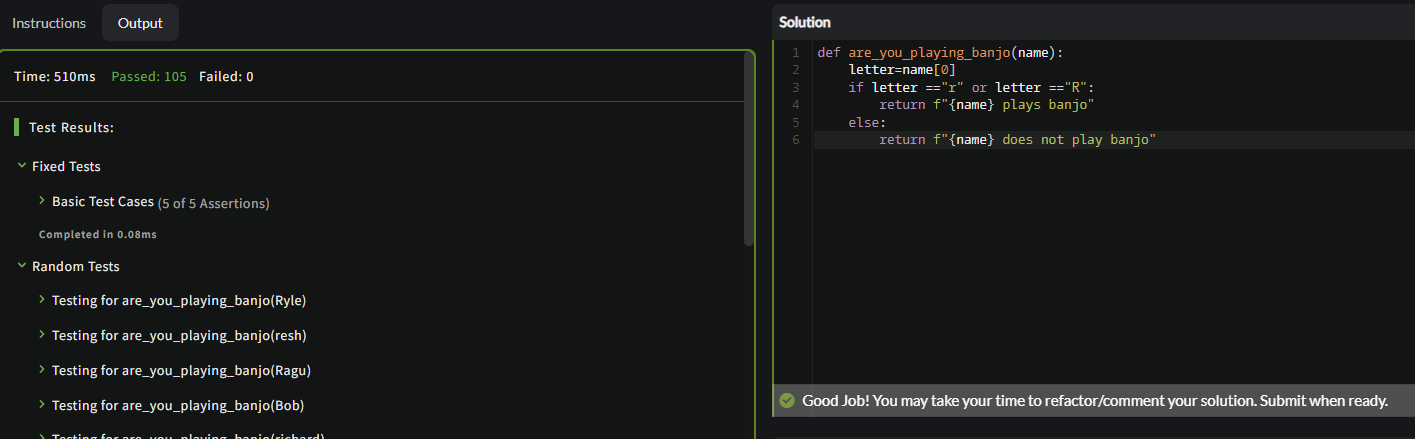 Instructions
Output
Time: 510ms Passed: 105 Failed: 0
Test Results:
Fixed Tests
Basic Test Cases (5 of 5 Assertions)
Completed in 0.08ms
Random Tests
Testing for are_you_playing_banjo(Ryle)
Testing for are_you_playing_banjo(resh)
Testing for are_you_playing_banjo(Ragu)
Testing for are_you_playing_banjo(Bob)
Testing for are_you_playing_banjo(richard)
Solution
1 def are_you_playing_banjo(name):
2     letter=name[0]
3     if letter =="r" or letter =="R":
4         return f"{name} plays banjo"
5     else:
6         return f"{name} does not play banjo"
Good Job! You may take your time to refactor/comment your solution. Submit when ready.